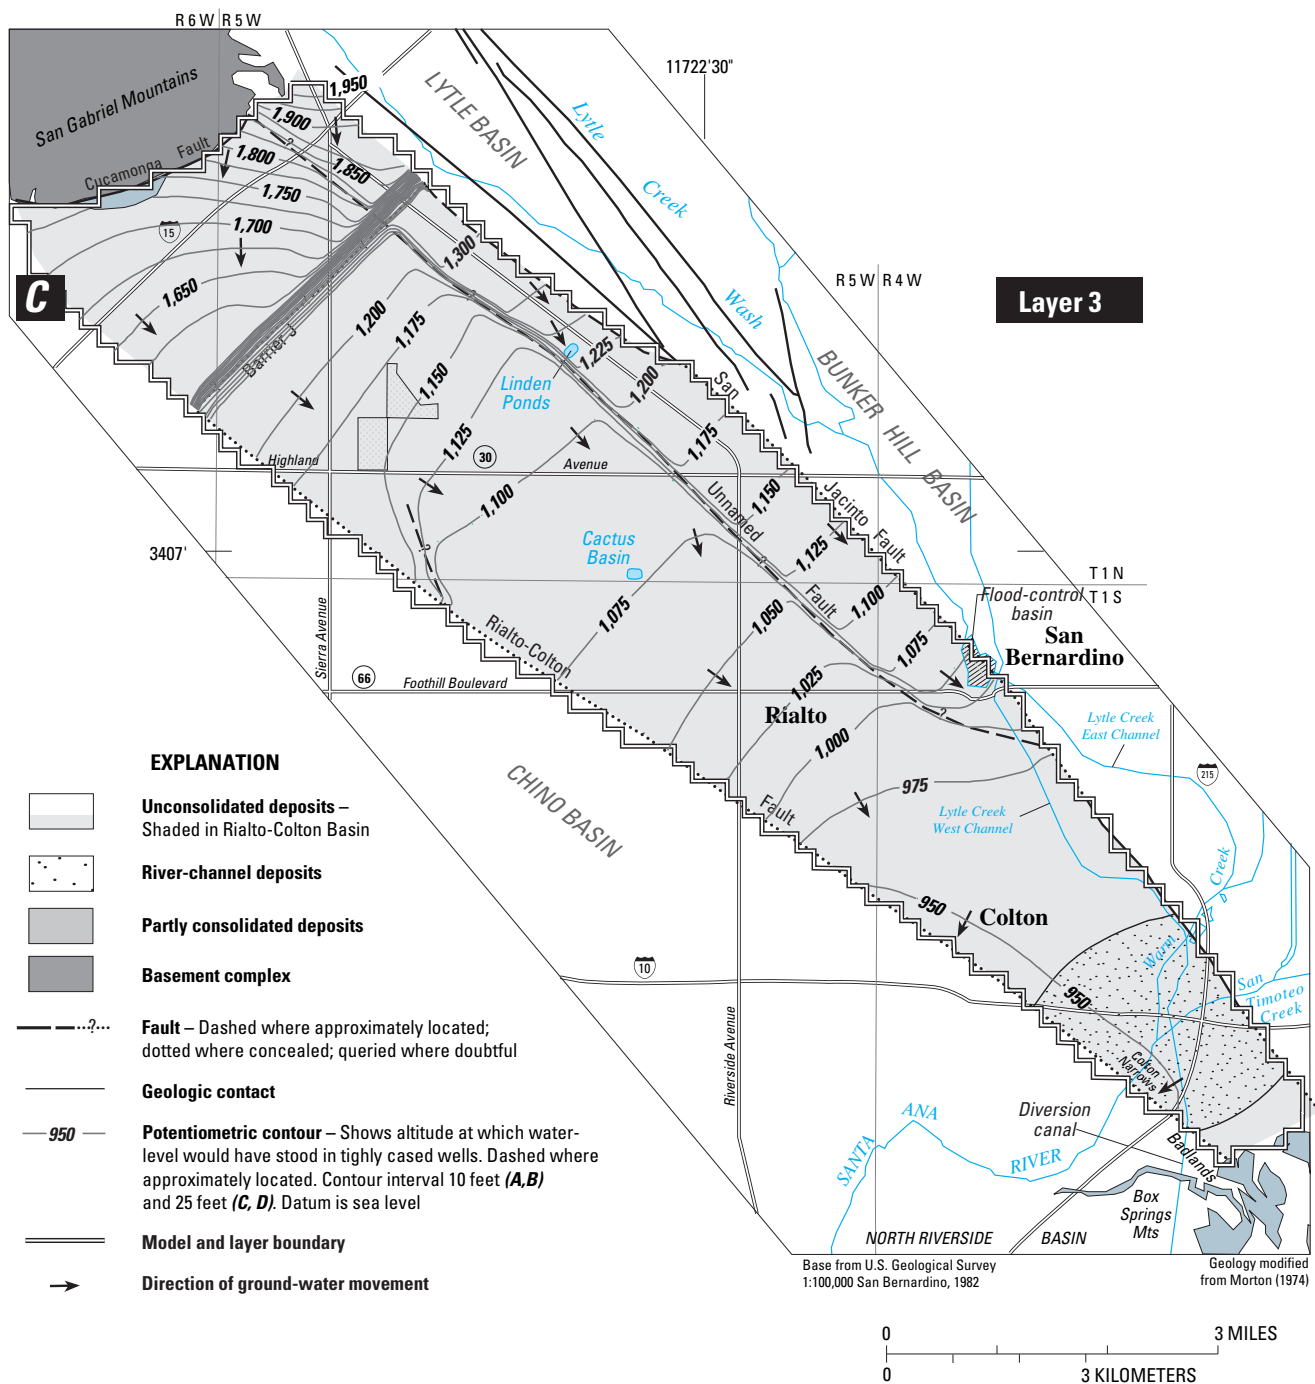 R 6 W R 5 W
11722'30"
San Gabriel Mountains
Cucamonga Fault
LYTLE BASIN
Lytle Creek Wash
1,950
1,900
1,850
1,800
1,750
1,700
1,650
15
C
Barrier J
R 5 W R 4 W
Layer 3
1,300
1,200
1,175
1,150
1,125
1,100
1,225
1,200
1,175
1,150
1,125
1,100
1,075
Linden
Ponds
San Jacinto Fault
BUNKER HILL BASIN
Highland Avenue
30
Unnamed Fault
?
?
?
?
?
Cactus
Basin
3407'
T 1 N
T 1 S
Flood-control
basin
San
Bernardino
Sierra Avenue
Rialto-Colton Fault
66
Foothill Boulevard
1,075
1,050
1,025
1,000
975
950
950
Rialto
CHINO BASIN
Lytle Creek
East Channel
215
Lytle Creek
West Channel
Colton
Warm Creek
San
Timoteo
Creek
10
Riverside Avenue
Colton
Narrows
Diversion
canal
SANTA ANA RIVER
Badlands
Box
Springs
Mts
NORTH RIVERSIDE BASIN
EXPLANATION
Unconsolidated deposits –
Shaded in Rialto-Colton Basin
River-channel deposits
Partly consolidated deposits
Basement complex
?
Fault – Dashed where approximately located;
dotted where concealed; queried where doubtful
Geologic contact
950
Potentiometric contour – Shows altitude at which water-
level would have stood in tighly cased wells. Dashed where
approximately located. Contour interval 10 feet (A,B)
and 25 feet (C, D). Datum is sea level
Model and layer boundary
Direction of ground-water movement
Base from U.S. Geological Survey
1:100,000 San Bernardino, 1982
Geology modified
from Morton (1974)
0 3 MILES
0 3 KILOMETERS